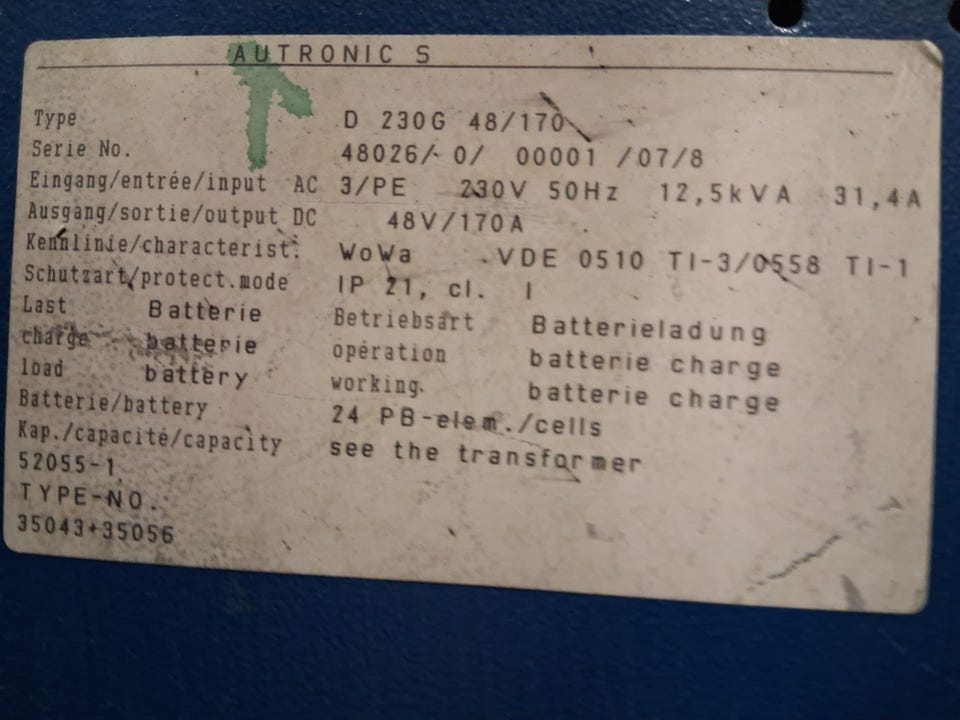 AUTRONIC S
Type D 230G 48/170
Serie No. 48026/ 0/ 00001 /07/8
Eingang/entrée/input AC 3/PE 230V 50Hz 12,5kVA 31,4A
Ausgang/sortie/output DC 48V/170A
Kennlinie/characterist: WoWa VDE 0510 TI-3/0558 TI-1
Schutzart/protect.mode IP 21, cl. I
Last Batterie Betriebsart Batterieladung
charge batterie opération batterie charge
load battery working batterie charge
Batterie/battery 24 PB-elem./cells
Kap./capacité/capacity see the transformer
52055-1
TYPE-NO.
35043+35056